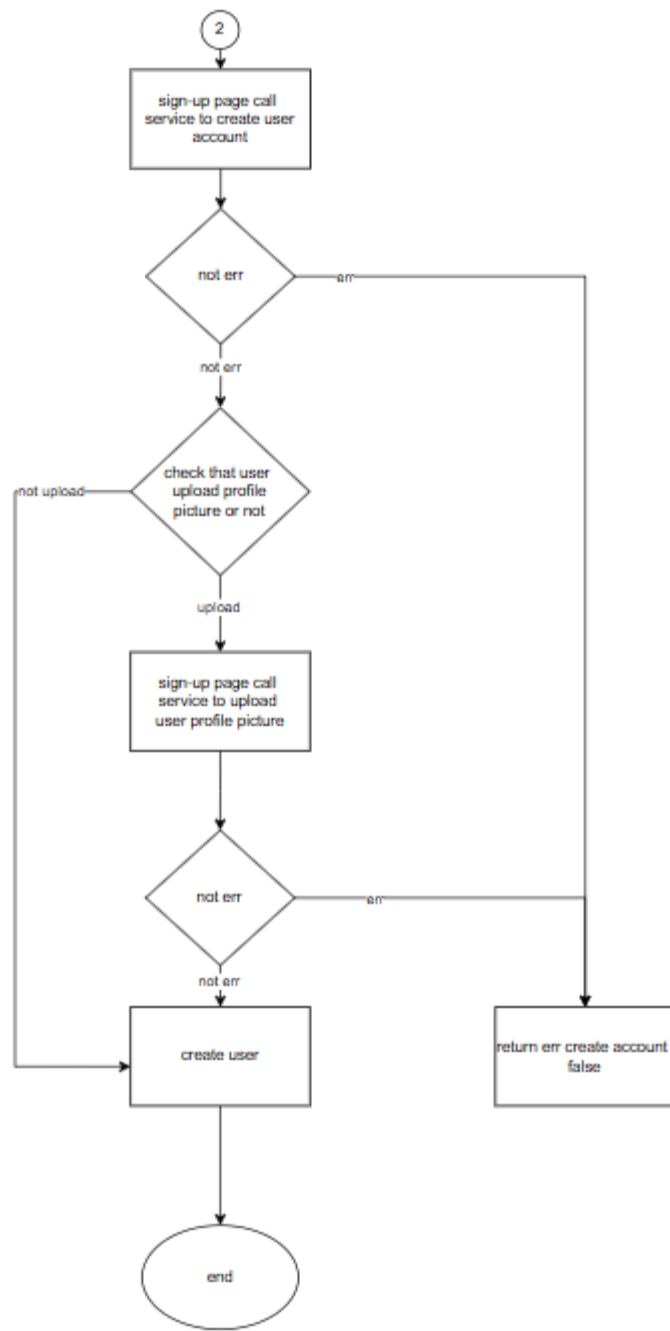 2
sign-up page call
service to create user
account
not err
err
not err
check that user
upload profile
picture or not
not upload
upload
sign-up page call
service to upload
user profile picture
not err
err
not err
create user
return err create account
false
end